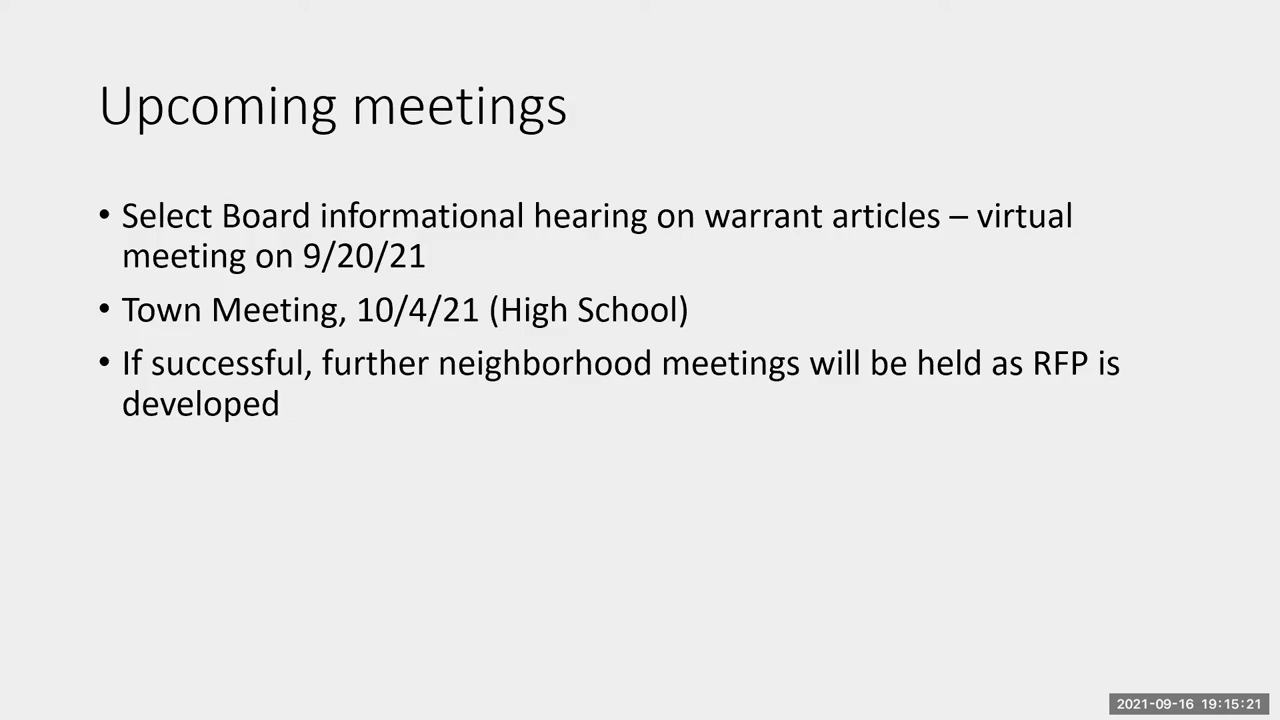 Upcoming meetings
• Select Board informational hearing on warrant articles – virtual
meeting on 9/20/21
• Town Meeting, 10/4/21 (High School)
• If successful, further neighborhood meetings will be held as RFP is
developed
2021-09-16 19:15:21